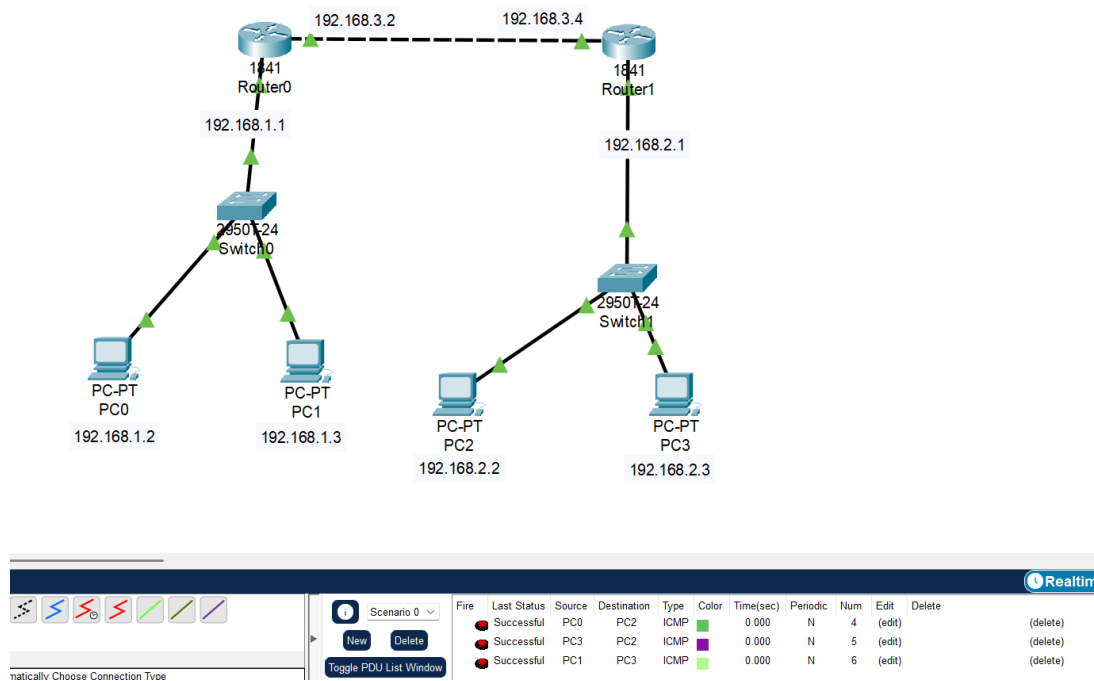 192.168.3.2
192.168.3.4
1841
Router0
1841
Router1
192.168.1.1
192.168.2.1
2950T-24
Switch0
2950T-24
Switch1
PC-PT
PC0
192.168.1.2
PC-PT
PC1
192.168.1.3
PC-PT
PC2
192.168.2.2
PC-PT
PC3
192.168.2.3
Realtim
Scenario 0
New
Delete
Toggle PDU List Window
Fire Last Status Source Destination Type Color Time(sec) Periodic Num Edit Delete
Successful PC0 PC2 ICMP 0.000 N 4 (edit) (delete)
Successful PC3 PC2 ICMP 0.000 N 5 (edit) (delete)
Successful PC1 PC3 ICMP 0.000 N 6 (edit) (delete)
matically Choose Connection Type